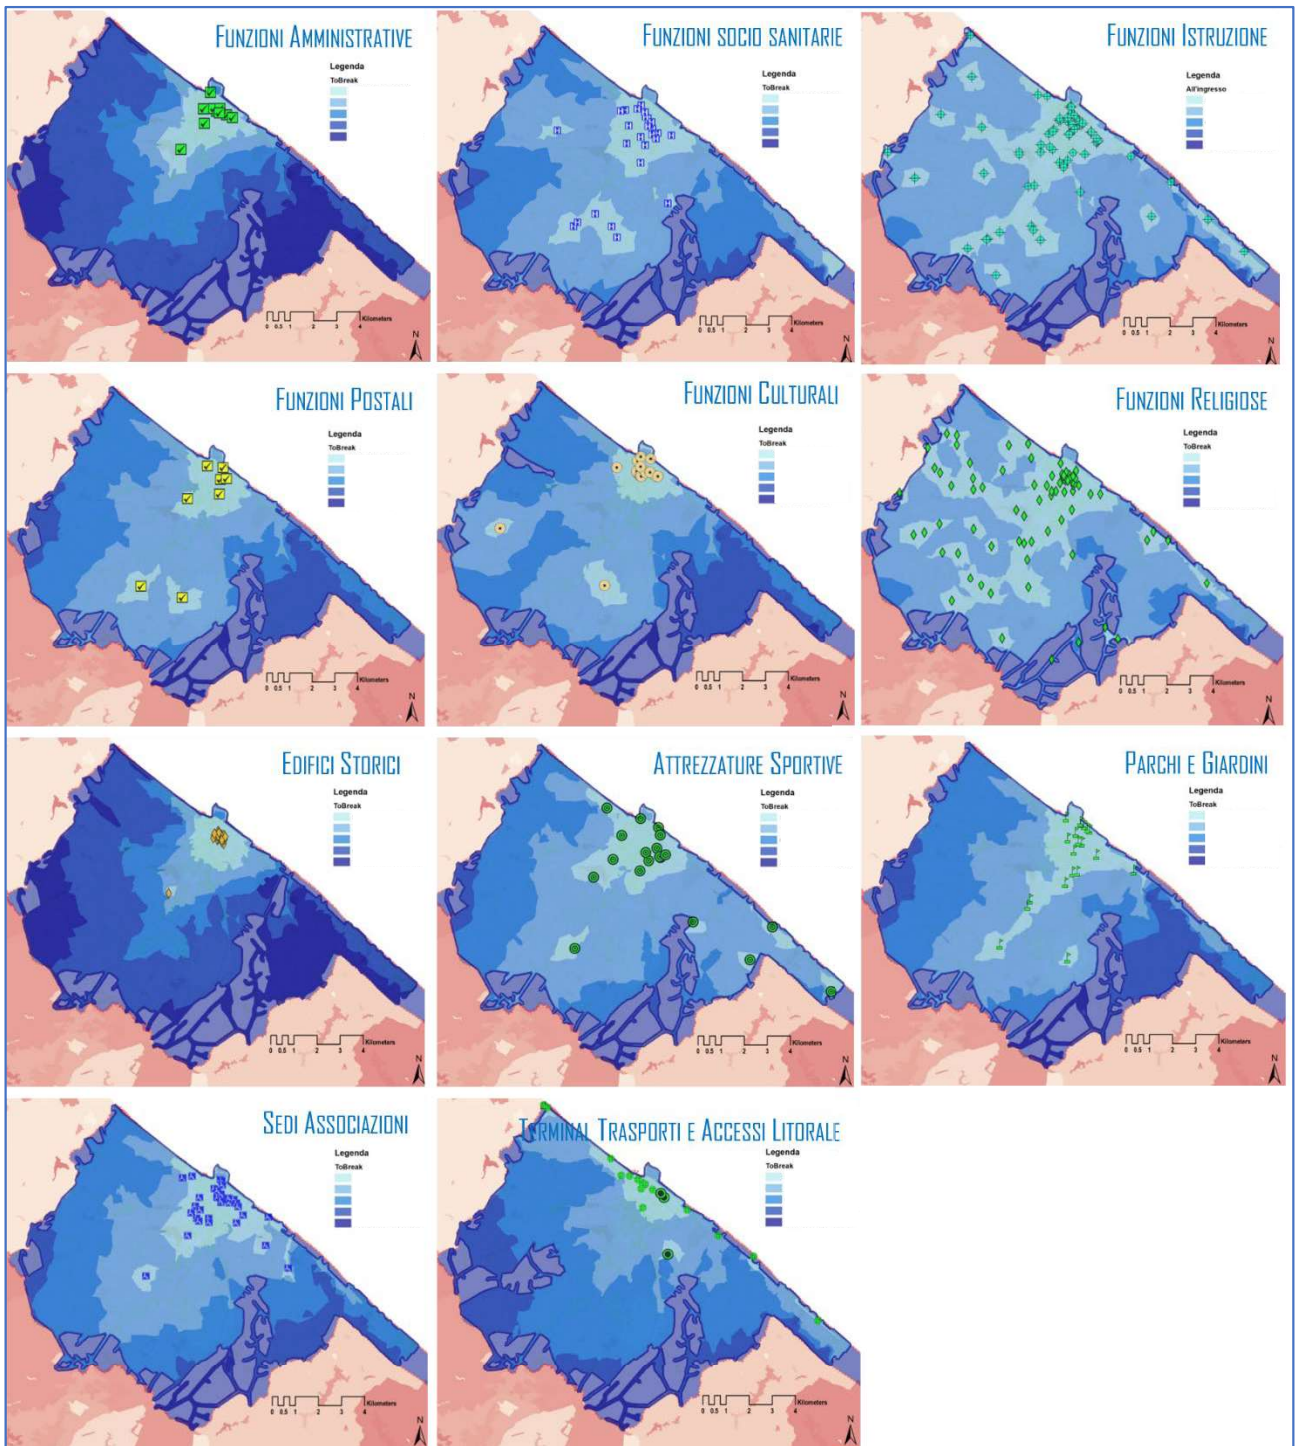 FUNZIONI AMMINISTRATIVE
Legenda
ToBreak
0 0.5 1 2 3 4 Kilometers
N
FUNZIONI SOCIO SANITARIE
Legenda
ToBreak
0 0.5 1 2 3 4 Kilometers
N
FUNZIONI ISTRUZIONE
Legenda
All'ingresso
0 0.5 1 2 3 4 Kilometers
N
FUNZIONI POSTALI
Legenda
ToBreak
0 0.5 1 2 3 4 Kilometers
N
FUNZIONI CULTURALI
Legenda
ToBreak
0 0.5 1 2 3 4 Kilometers
N
FUNZIONI RELIGIOSE
Legenda
ToBreak
0 0.5 1 2 3 4 Kilometers
N
EDIFICI STORICI
Legenda
ToBreak
0 0.5 1 2 3 4 Kilometers
N
ATTREZZATURE SPORTIVE
Legenda
ToBreak
0 0.5 1 2 3 4 Kilometers
N
PARCHI E GIARDINI
Legenda
ToBreak
0 0.5 1 2 3 4 Kilometers
N
SEDI ASSOCIAZIONI
Legenda
ToBreak
0 0.5 1 2 3 4 Kilometers
N
TERMINAL TRASPORTI E ACCESSI LITORALE
Legenda
ToBreak
0 0.5 1 2 3 4 Kilometers
N